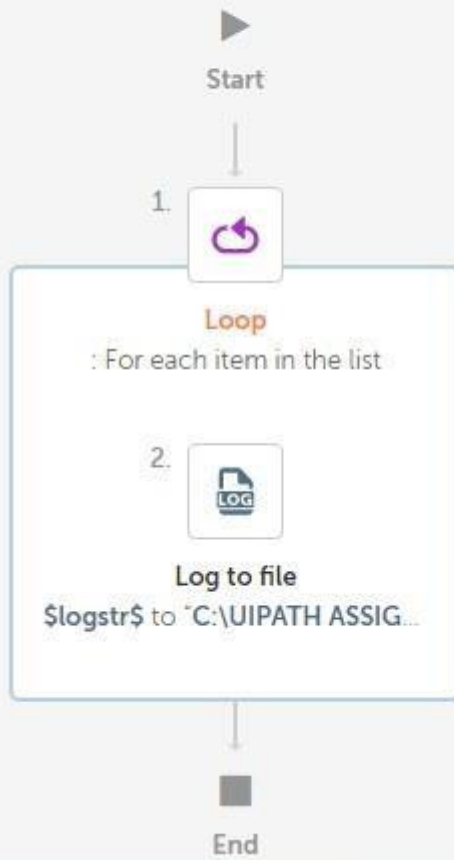 Start
1.
Loop
: For each item in the list
2.
LOG
Log to file
$logstr$ to "C:\UIPATH ASSIG...
End